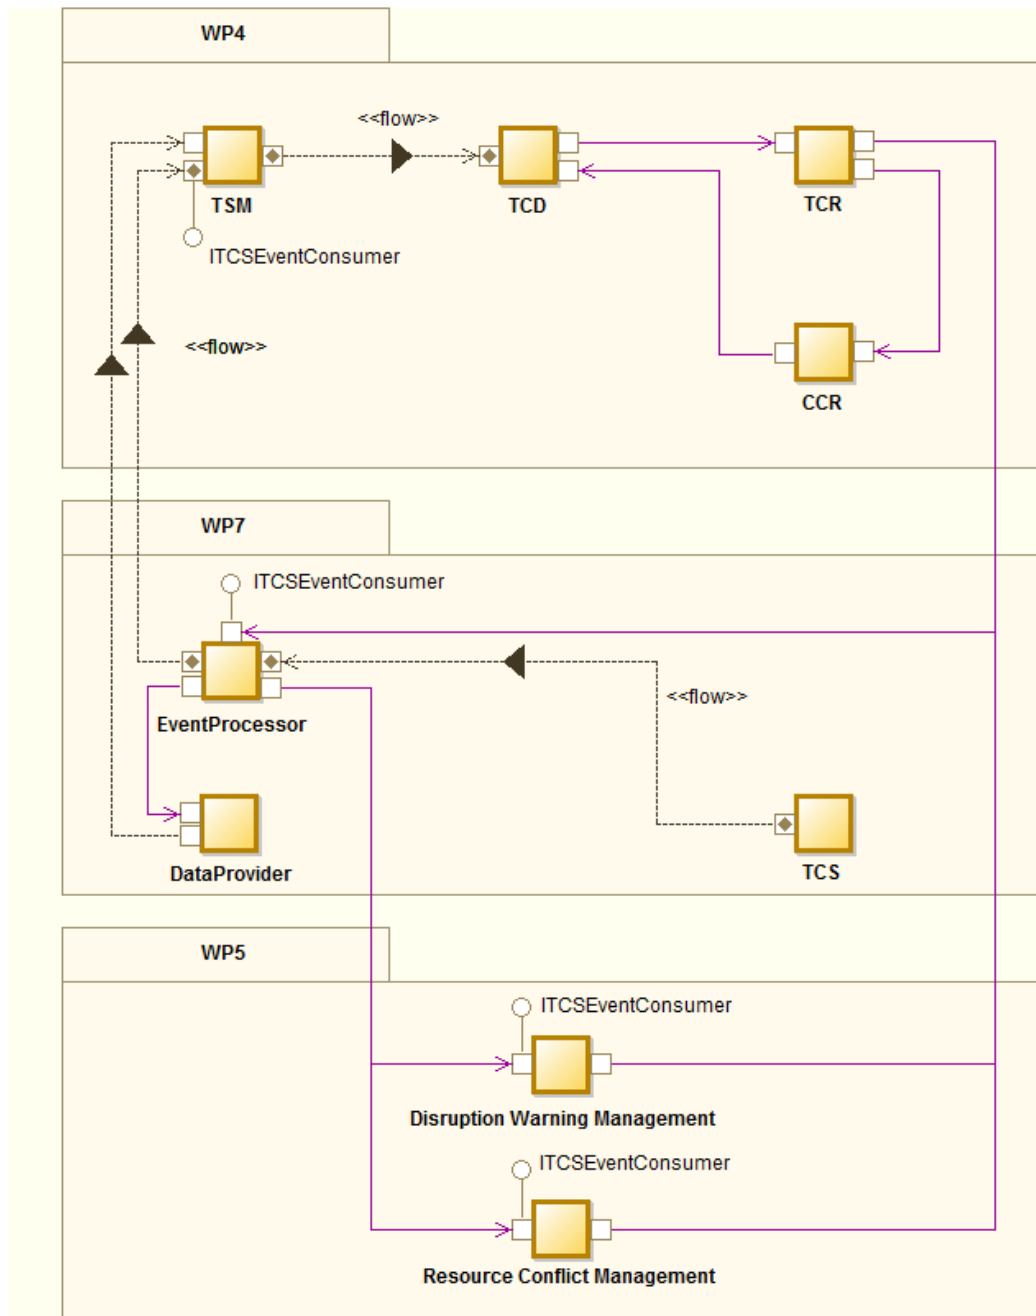 WP4
<<flow>>
TSM
TCD
TCR
ITCSEventConsumer
<<flow>>
CCR
WP7
ITCSEventConsumer
<<flow>>
EventProcessor
DataProvider
TCS
WP5
ITCSEventConsumer
Disruption Warning Management
ITCSEventConsumer
Resource Conflict Management